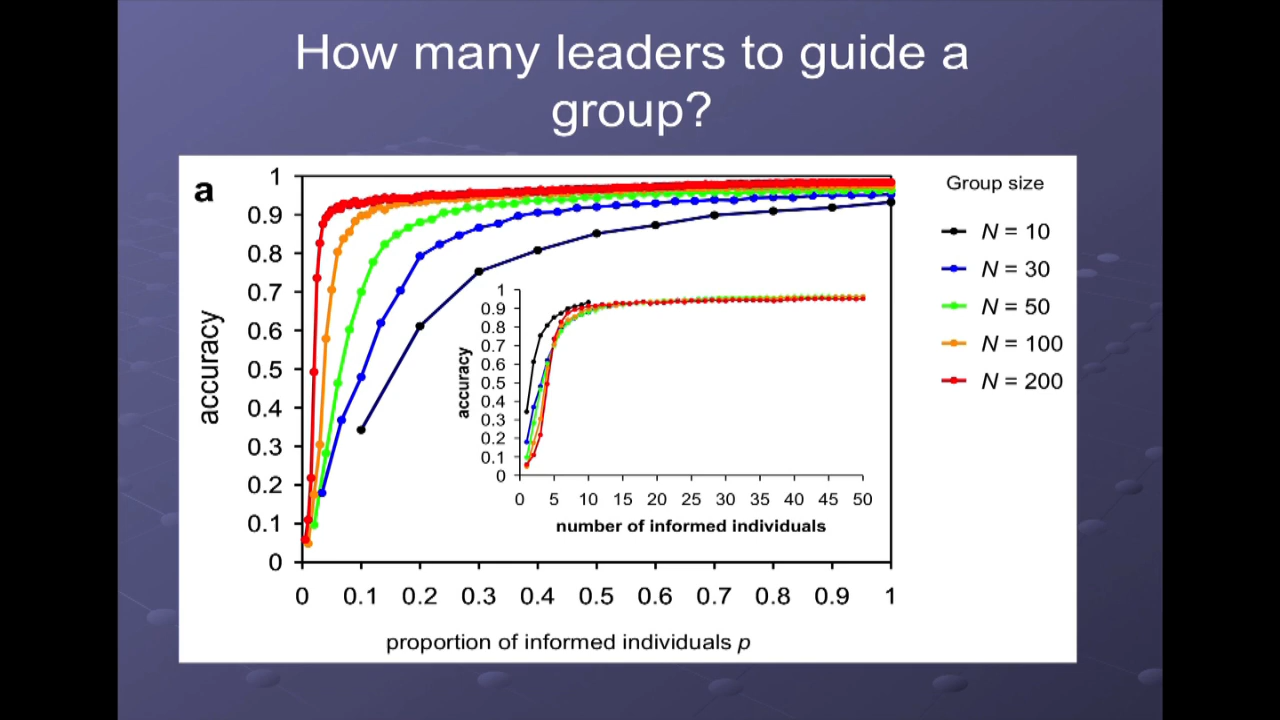 How many leaders to guide a
group?
a
Group size
N = 10
N = 30
N = 50
N = 100
N = 200
accuracy
1
0.9
0.8
0.7
0.6
0.5
0.4
0.3
0.2
0.1
0
0 0.1 0.2 0.3 0.4 0.5 0.6 0.7 0.8 0.9 1
proportion of informed individuals p
accuracy
1
0.9
0.8
0.7
0.6
0.5
0.4
0.3
0.2
0.1
0
0 5 10 15 20 25 30 35 40 45 50
number of informed individuals